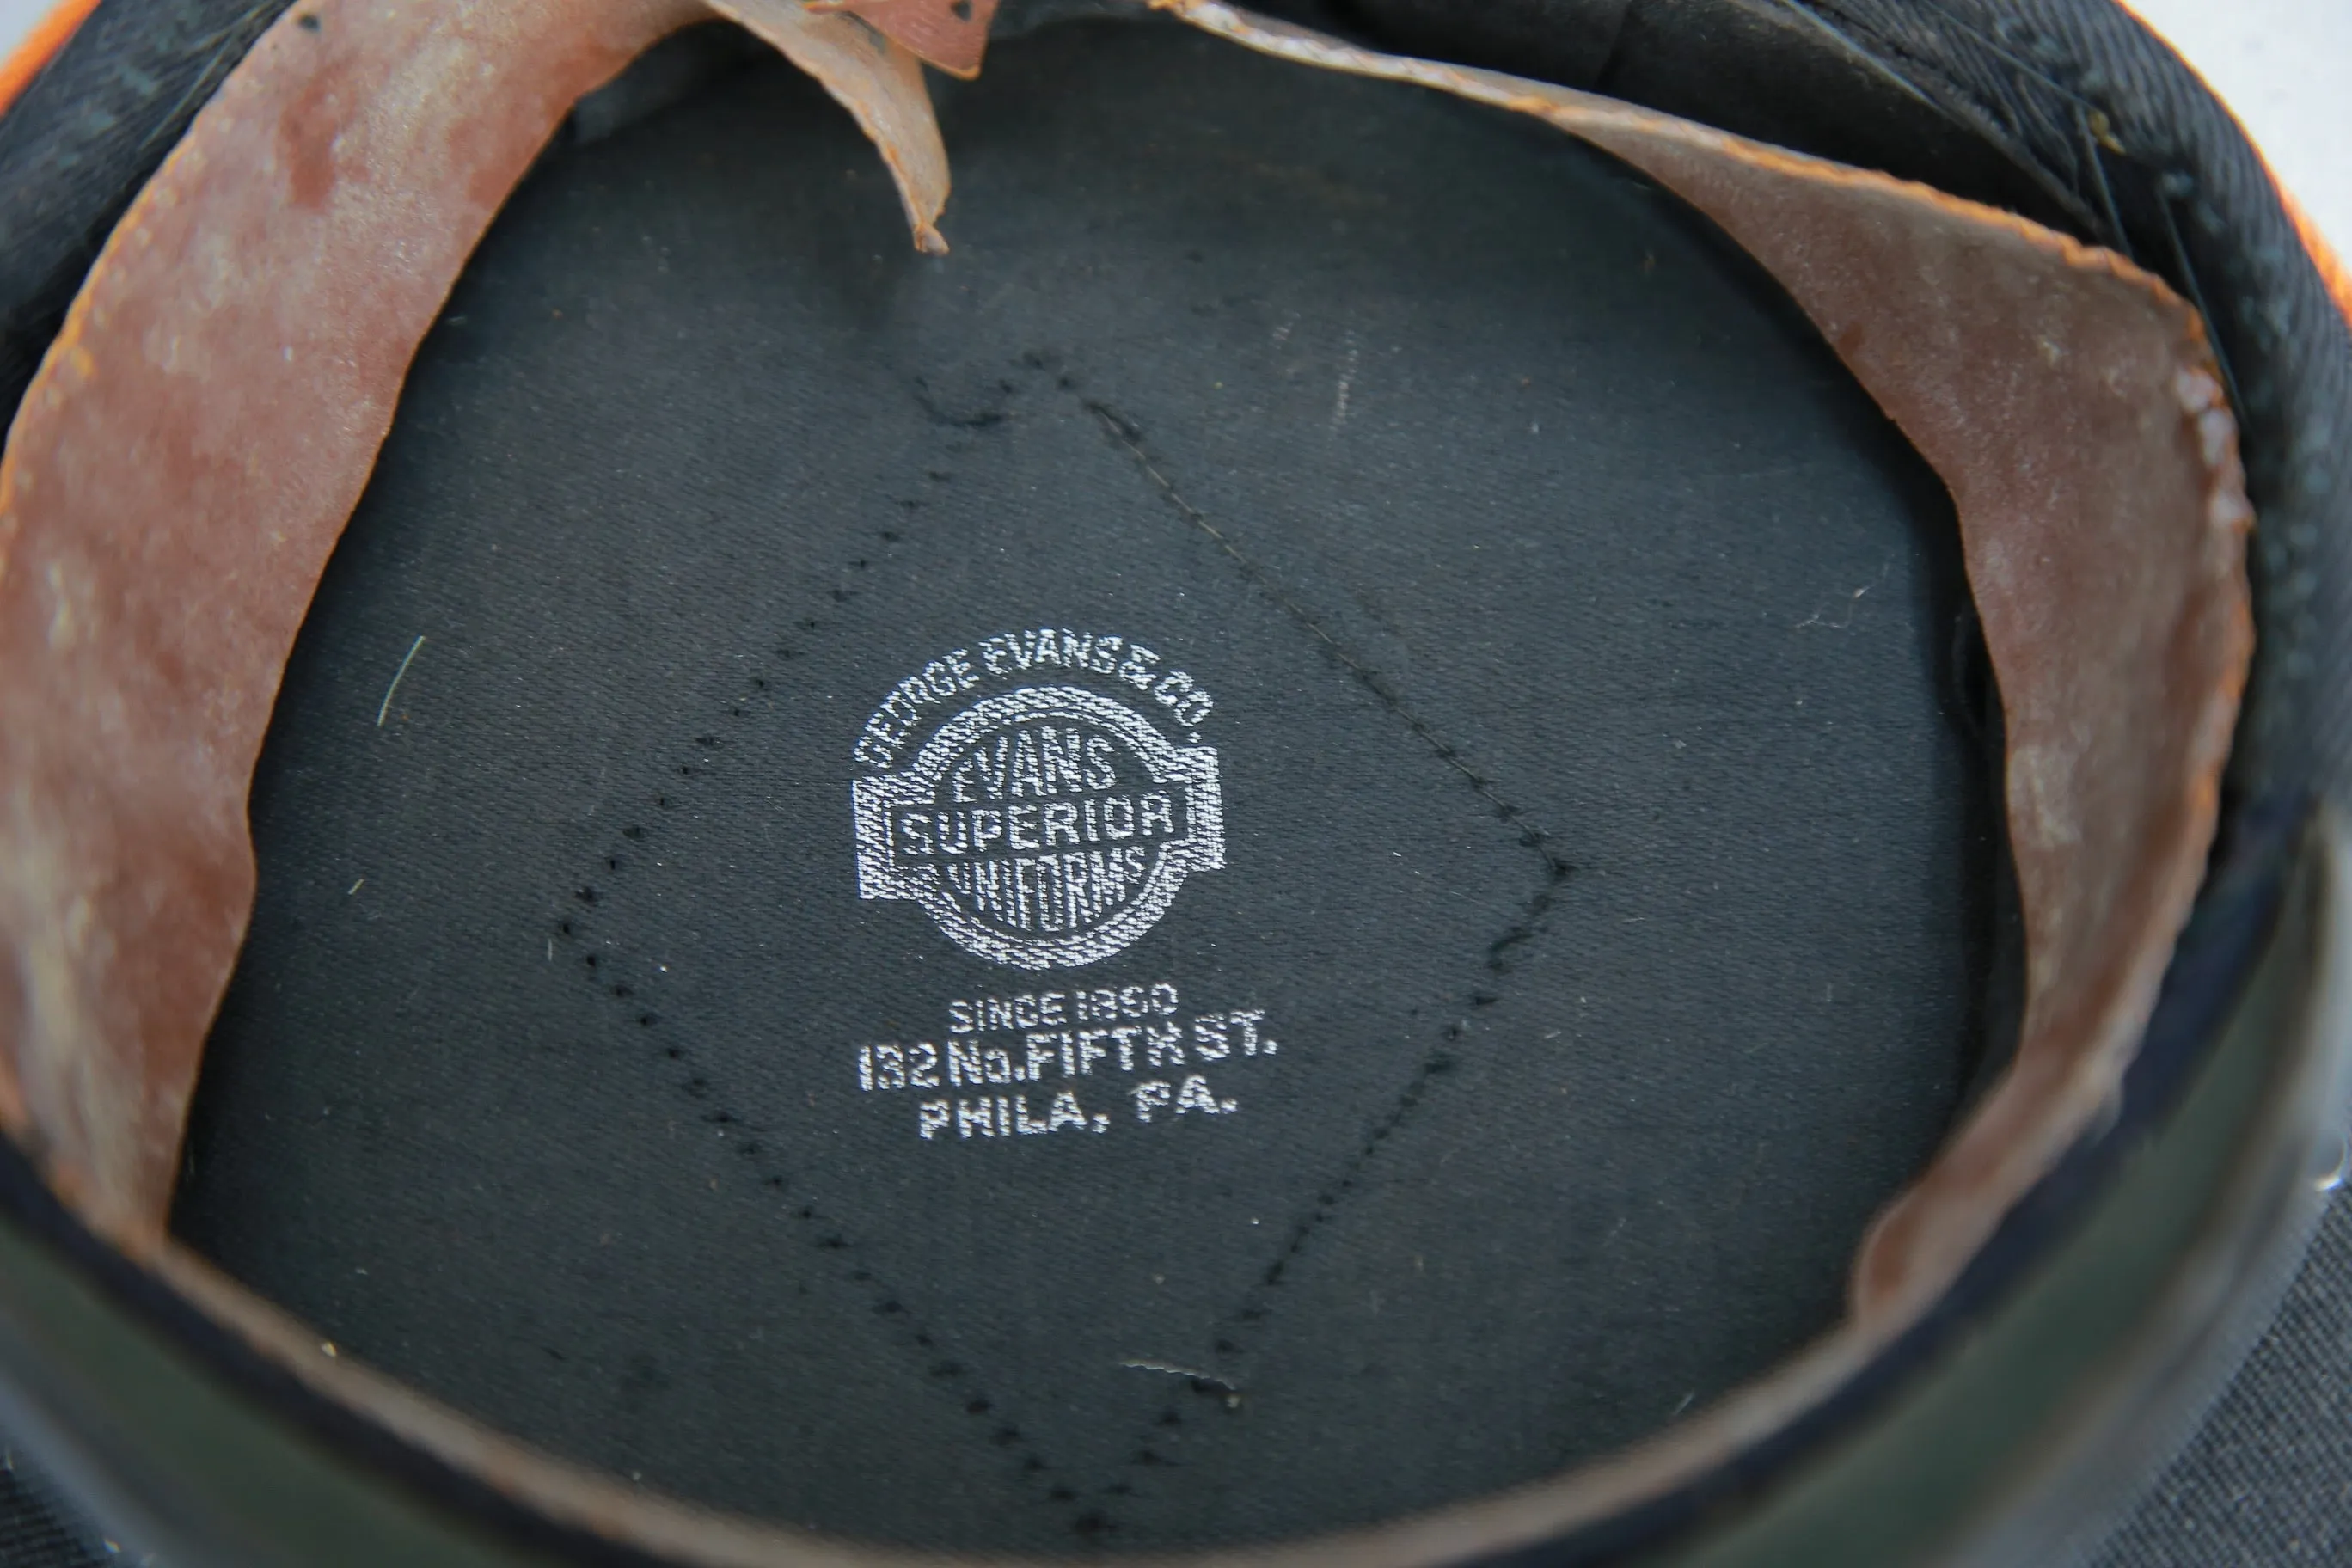 GEORGE EVANS & CO.
EVANS
SUPERIOR
UNIFORMS
SINCE 1860
132 No. FIFTH ST.
PHILA, PA.